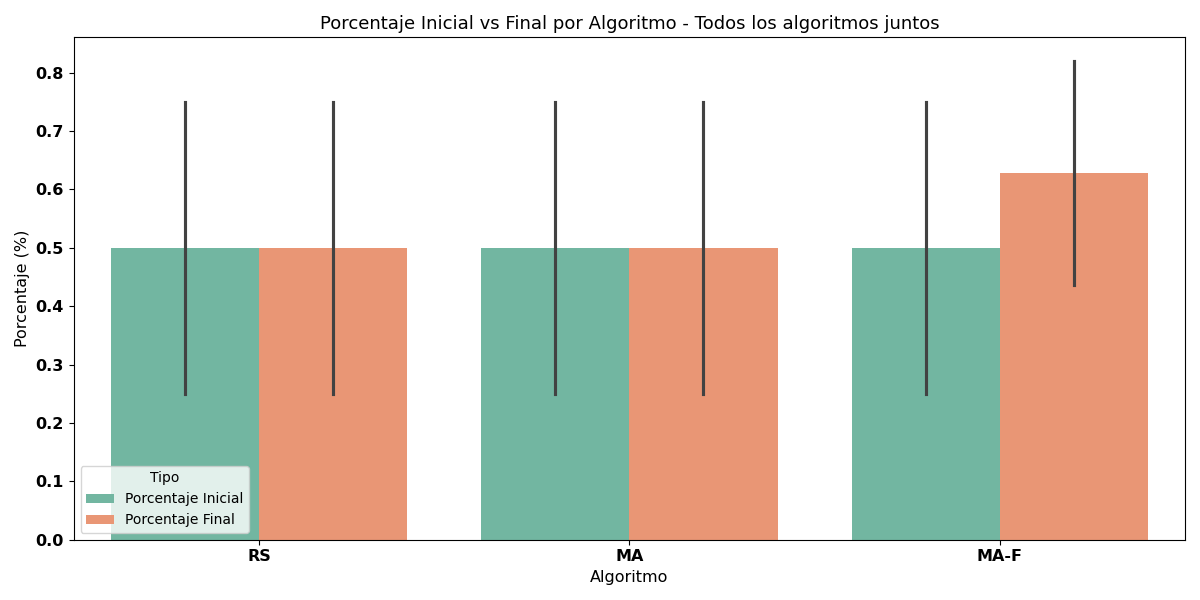 Porcentaje Inicial vs Final por Algoritmo - Todos los algoritmos juntos
Porcentaje (%)
0.8
0.7
0.6
0.5
0.4
0.3
0.2
0.1
0.0
Tipo
Porcentaje Inicial
Porcentaje Final
RS
MA
MA-F
Algoritmo